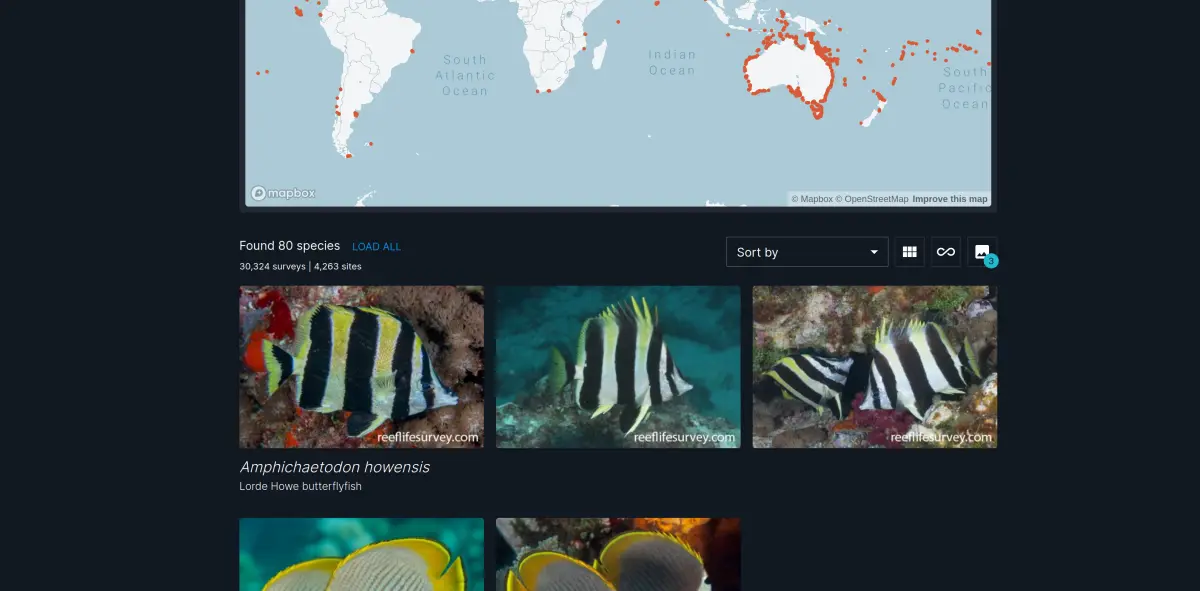 South
Atlantic
Ocean
Indian
Ocean
South
Pacific
Ocean
mapbox
© Mapbox © OpenStreetMap Improve this map
Found 80 species LOAD ALL
30,324 surveys | 4,263 sites
Sort by
3
reeflifesurvey.com
reeflifesurvey.com
reeflifesurvey.com
Amphichaetodon howensis
Lorde Howe butterflyfish